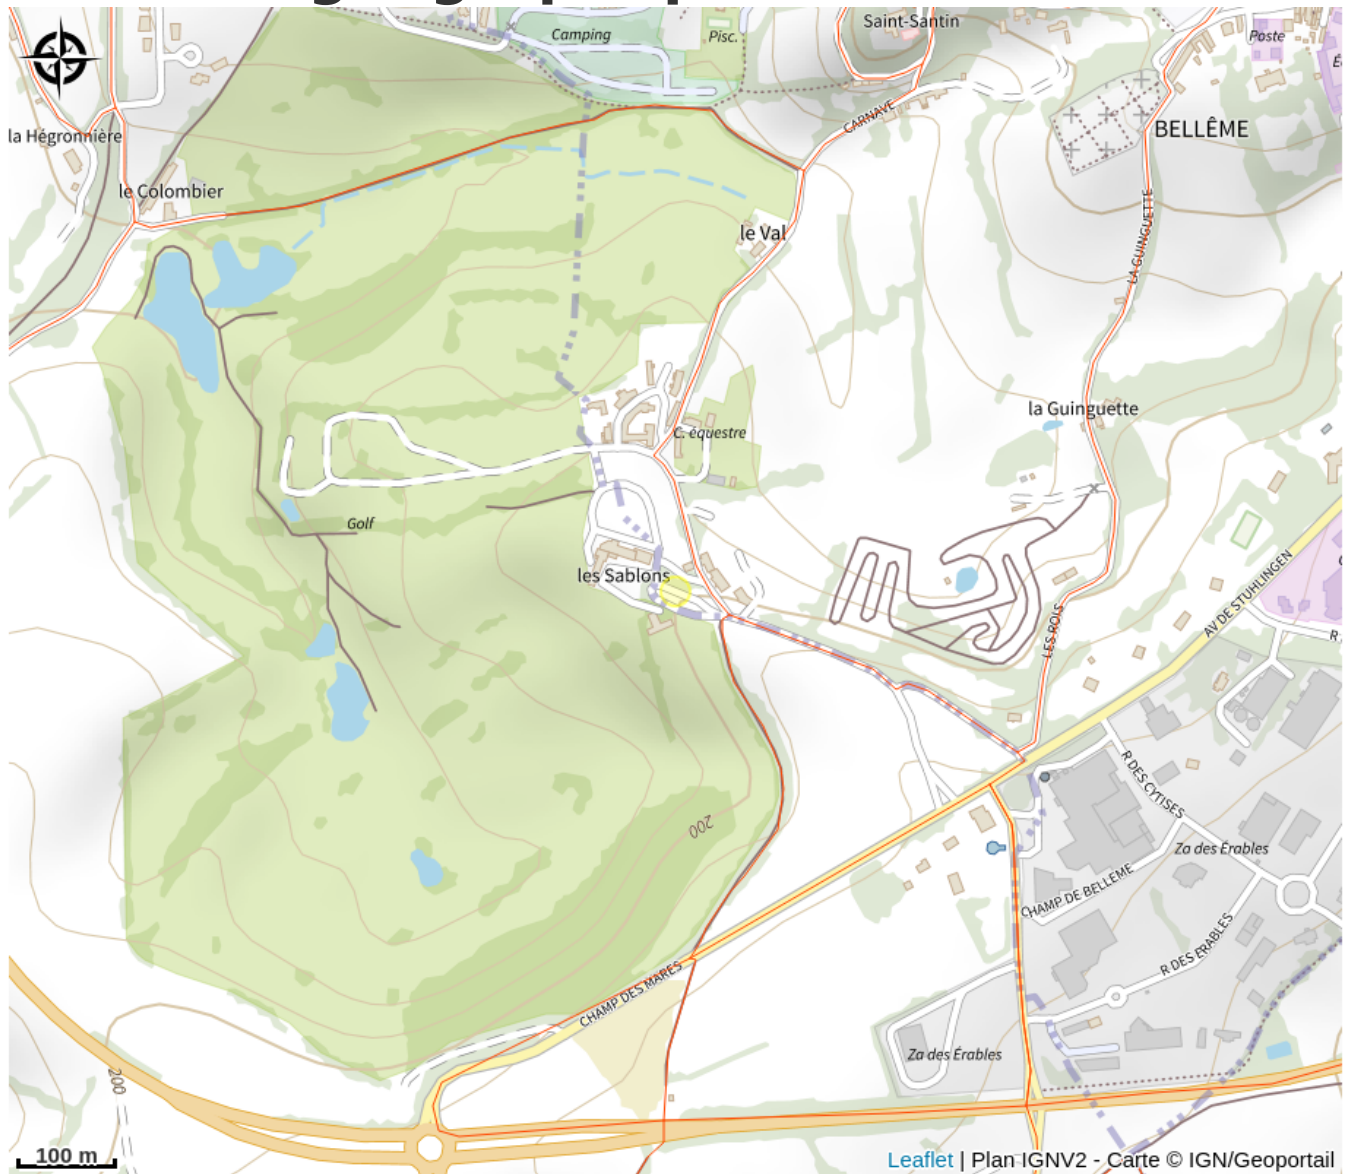 Saint-Santin
Camping
Pisc.
Poste
É
CARNAVE
BELLÊME
la Hégronnière
le Colombier
LA GUINGUETTE
le Val
la Guinguette
C. équestre
Golf
les Sablons
AV DE STUHLINGEN
LES ROIS
R
R DES CYTISES
200
Za des Érables
CHAMP DE BELLEME
R DES ERABLES
CHAMP DES MARES
Za des Érables
200
100 m
Leaflet | Plan IGNV2 - Carte © IGN/Geoportail